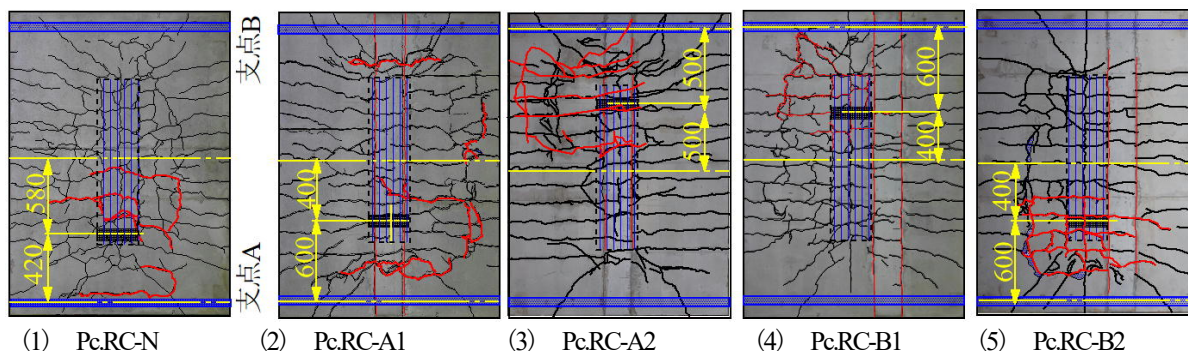 支点B
支点A
580
420
400
600
500
500
600
400
400
600
(1) Pc.RC-N
(2) Pc.RC-A1
(3) Pc.RC-A2
(4) Pc.RC-B1
(5) Pc.RC-B2